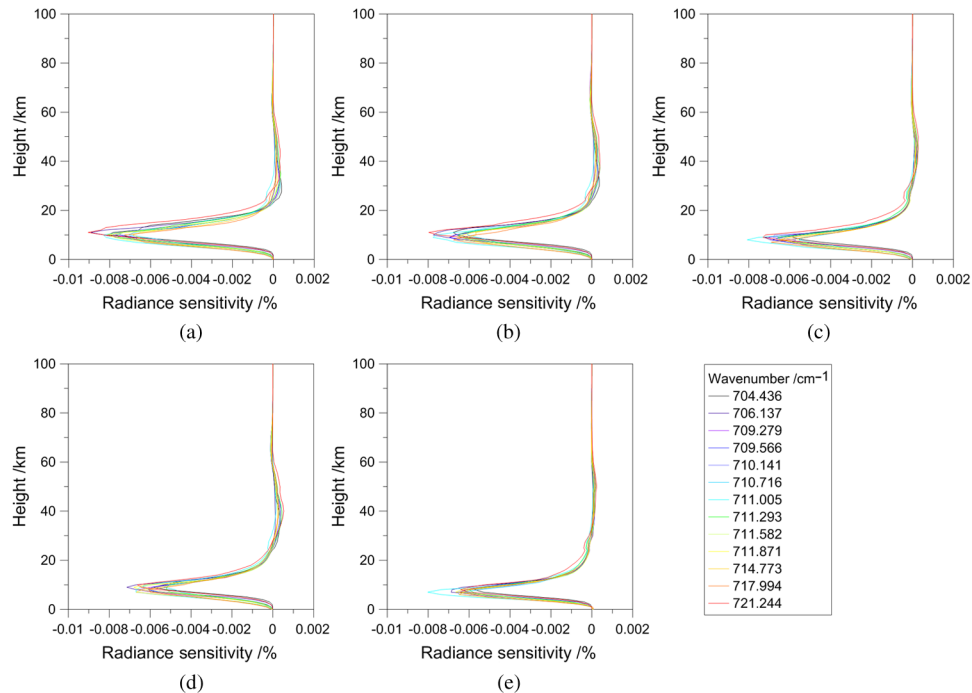 100
80
60
40
20
0
Height /km
-0.01 -0.008 -0.006 -0.004 -0.002 0 0.002
Radiance sensitivity /%
(a)
100
80
60
40
20
0
Height /km
-0.01 -0.008 -0.006 -0.004 -0.002 0 0.002
Radiance sensitivity /%
(b)
100
80
60
40
20
0
Height /km
-0.01 -0.008 -0.006 -0.004 -0.002 0 0.002
Radiance sensitivity /%
(c)
100
80
60
40
20
0
Height /km
-0.01 -0.008 -0.006 -0.004 -0.002 0 0.002
Radiance sensitivity /%
(d)
100
80
60
40
20
0
Height /km
-0.01 -0.008 -0.006 -0.004 -0.002 0 0.002
Radiance sensitivity /%
(e)
Wavenumber /cm⁻¹
704.436
706.137
709.279
709.566
710.141
710.716
711.005
711.293
711.582
711.871
714.773
717.994
721.244